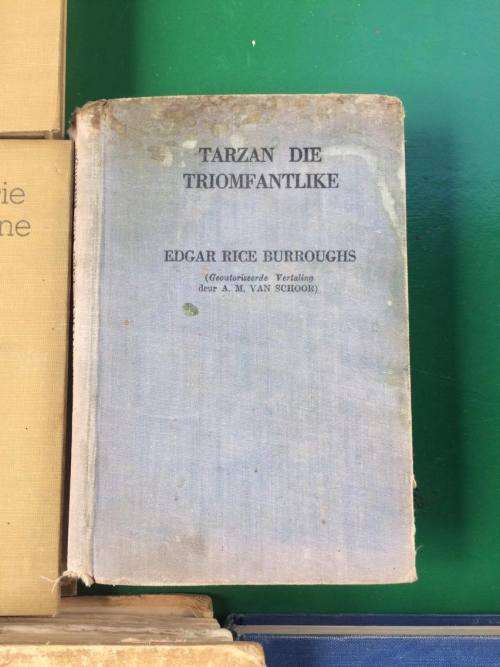 TARZAN DIE
TRIOMFANTLIKE
EDGAR RICE BURROUGHS
(Geoutoriseerde Vertaling
deur A. M. VAN SCHOOR)